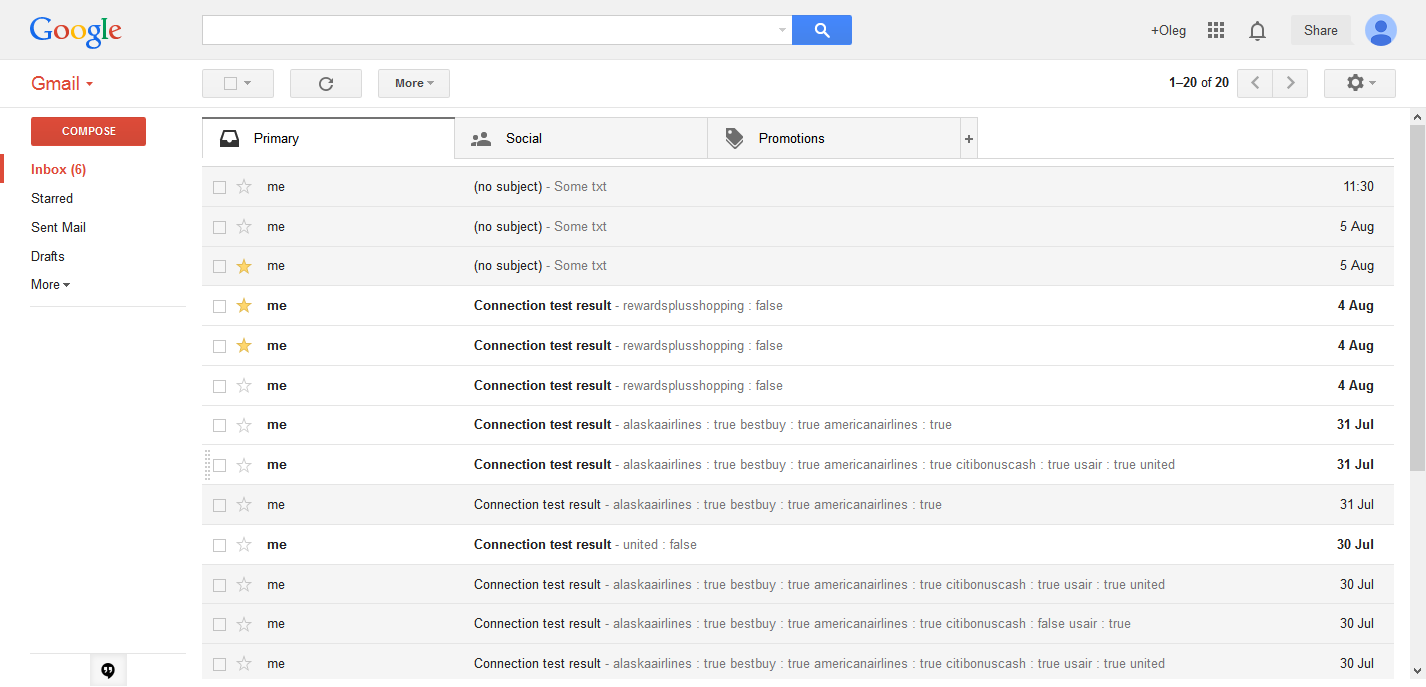 Google
+Oleg
Share
Gmail
More
1–20 of 20
COMPOSE
Inbox (6)
Starred
Sent Mail
Drafts
More
Primary
Social
Promotions
+
me (no subject) - Some txt 11:30
me (no subject) - Some txt 5 Aug
me (no subject) - Some txt 5 Aug
me Connection test result - rewardsplusshopping : false 4 Aug
me Connection test result - rewardsplusshopping : false 4 Aug
me Connection test result - rewardsplusshopping : false 4 Aug
me Connection test result - alaskaairlines : true bestbuy : true americanairlines : true 31 Jul
me Connection test result - alaskaairlines : true bestbuy : true americanairlines : true citibonuscash : true usair : true united 31 Jul
me Connection test result - alaskaairlines : true bestbuy : true americanairlines : true 31 Jul
me Connection test result - united : false 30 Jul
me Connection test result - alaskaairlines : true bestbuy : true americanairlines : true citibonuscash : true usair : true united 30 Jul
me Connection test result - alaskaairlines : true bestbuy : true americanairlines : true citibonuscash : false usair : true 30 Jul
me Connection test result - alaskaairlines : true bestbuy : true americanairlines : true citibonuscash : true usair : true united 30 Jul